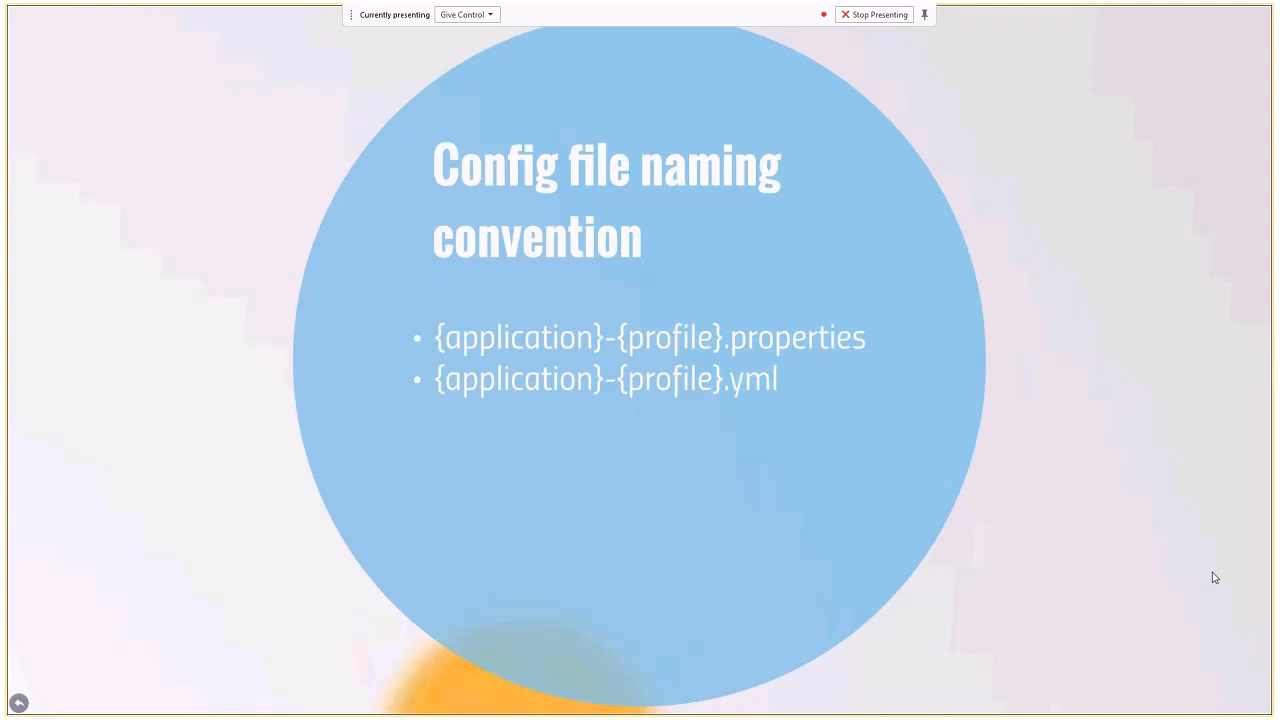 Currently presenting Give Control Stop Presenting
Config file naming
convention
• {application}-{profile}.properties
• {application}-{profile}.yml